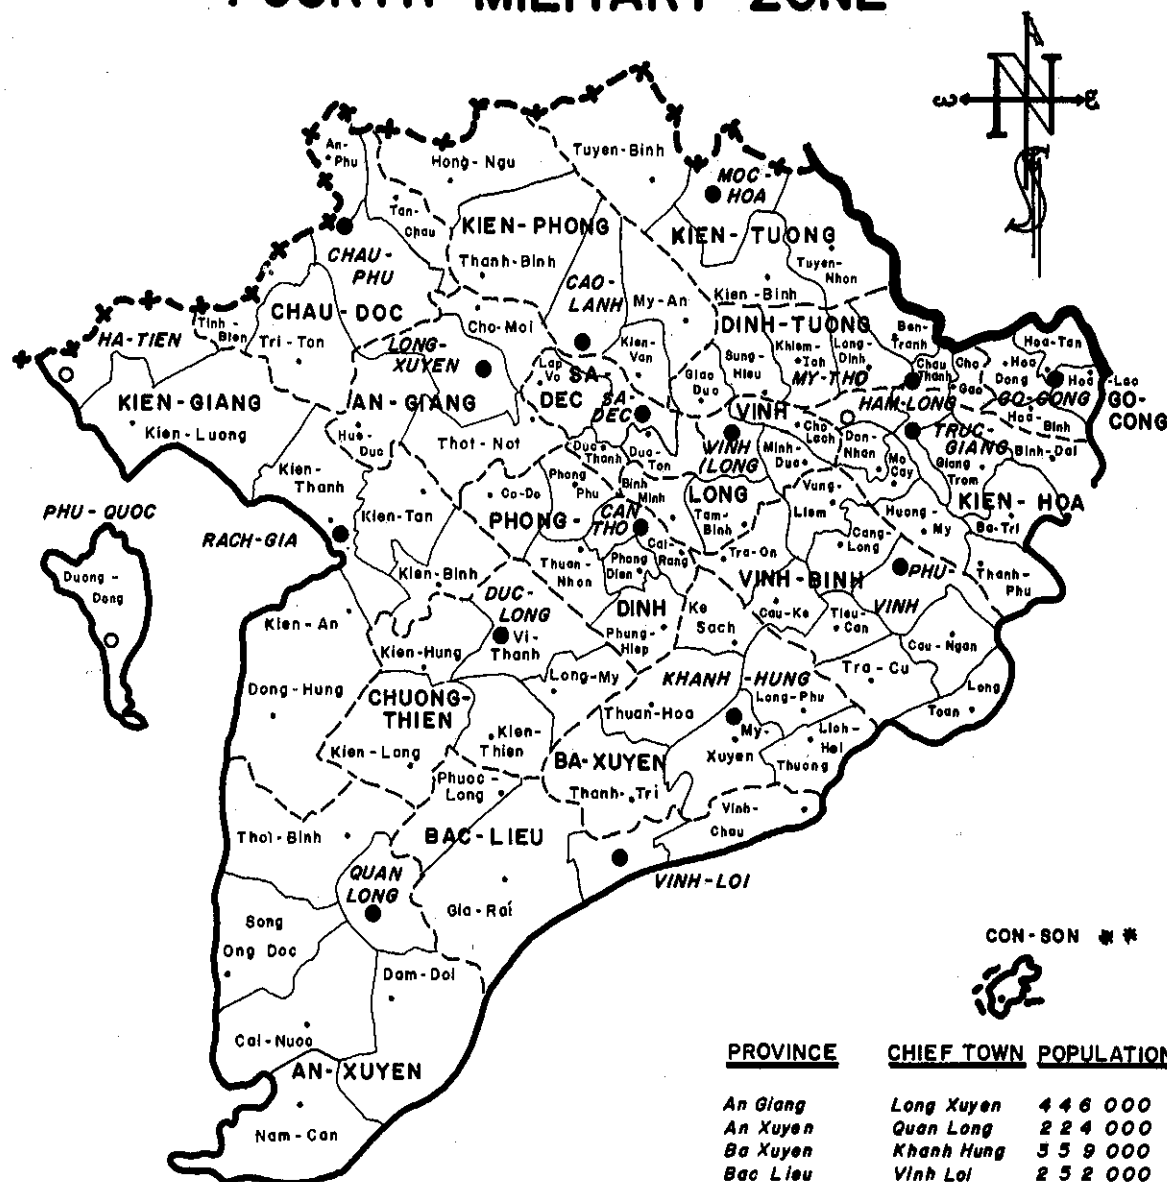 FOURTH MILITARY ZONE
N
An-
Phu
Hong-Ngu
Tuyen-Binh
MOC-
HOA
Tan-
Chau
KIEN-PHONG
KIEN-TUONG
CHAU-
PHU
Thanh-Binh
Tuyen-
Nhon
CAO-
LANH
My-An
Kien-Binh
CHAU-DOC
Cho-Moi
DINH-TUONG
Ben-
Tranh
Hoa-Tan
HA-TIEN
Tinh-
Bien
Tri-Ton
LONG-
XUYEN
Kien-
Van
Sung-
Hieu
Khiem-
Ich
Long-
Dinh
Chau
Thanh
Cho
Gao
Hoa
Dong
Hoa-Lac
Lap
Vo
SA-
DEC
SA-
DEC
Giao
Duc
MY-THO
GO-CONG
GO-
CONG
KIEN-GIANG
AN-GIANG
VINH
HAM-LONG
Hoa-
Binh
Kien-Luong
Hue-
Duc
Thot-Not
Duc
Thanh
Duc-
Ton
VINH
LONG
Cho
Lach
Minh-
Duc
Don-
Nhon
Mo
Cay
TRUC-
GIANG
Giong
Trom
Binh-Dai
Kien-
Thanh
Co-Do
Phong
Phu
Binh
Minh
LONG
Vung-
Liem
Huong-
My
KIEN-HOA
Ba-Tri
PHU-QUOC
RACH-GIA
Kien-Tan
PHONG-
CAN
THO
Tam-
Binh
Cang-
Long
Cai-
Rang
Tra-On
Thuan-
Nhon
Phong
Dien
Duong-
Dong
Kien-Binh
VINH-BINH
PHU-
VINH
Thanh-
Phu
DUC-
LONG
DINH
Ke
Sach
Cau-Ke
Tieu-
Can
Kien-An
Vi-
Thanh
Phung-
Hiep
Cau-Ngan
Kien-Hung
Long-My
KHANH-HUNG
Tra-Cu
Long
Toan
Dong-Hung
CHUONG-
THIEN
Thuan-Hoa
Long-Phu
Kien-
Thien
My-
Xuyen
Lich-
Hoi
Thuong
Kien-Long
BA-XUYEN
Phuoc-
Long
Thanh-Tri
Vinh-
Chau
Thoi-Binh
BAC-LIEU
QUAN
LONG
VINH-LOI
Gia-Rai
Song
Ong Doc
CON-SON **
Dam-Doi
Cai-Nuoc
AN-XUYEN
Nam-Can
PROVINCE CHIEF TOWN POPULATION
An Giang Long Xuyen 446 000
An Xuyen Quan Long 224 000
Ba Xuyen Khanh Hung 359 000
Bac Lieu Vinh Loi 252 000